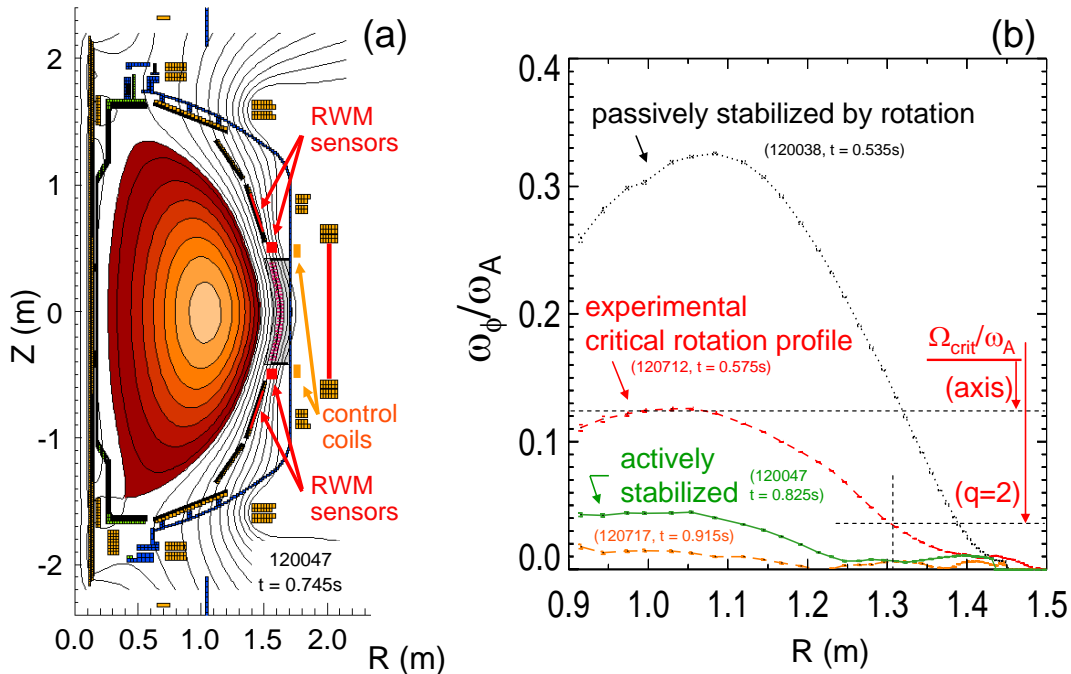 (a)
2
1
0
-1
-2
Z (m)
RWM
sensors
control
coils
RWM
sensors
120047
t = 0.745s
0.0 0.5 1.0 1.5 2.0
R (m)
(b)
0.4
0.3
0.2
0.1
0.0
ωϕ/ωA
passively stabilized by rotation
(120038, t = 0.535s)
experimental
critical rotation profile
(120712, t = 0.575s)
Ωcrit/ωA
(axis)
actively
stabilized
(120047
t = 0.825s)
(q=2)
(120717, t = 0.915s)
0.9 1.0 1.1 1.2 1.3 1.4 1.5
R (m)